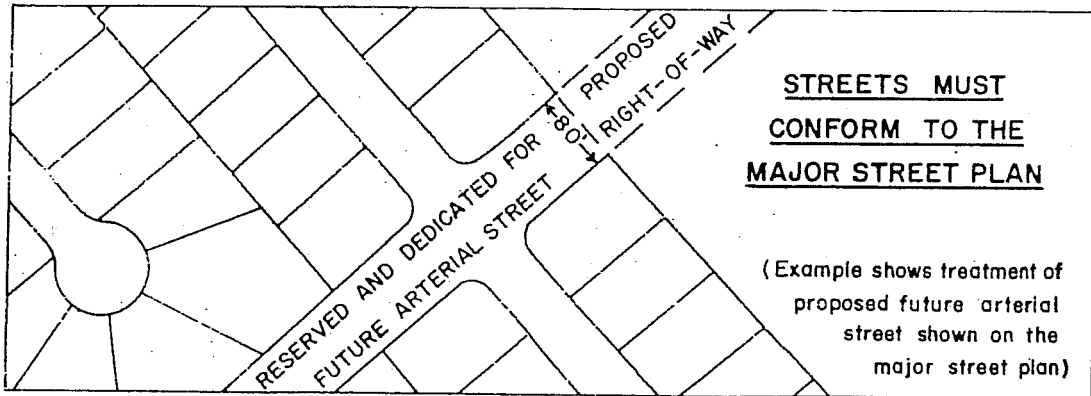 RESERVED AND DEDICATED FOR
FUTURE ARTERIAL STREET
80'
PROPOSED
RIGHT-OF-WAY
STREETS MUST
CONFORM TO THE
MAJOR STREET PLAN
(Example shows treatment of
proposed future arterial
street shown on the
major street plan)